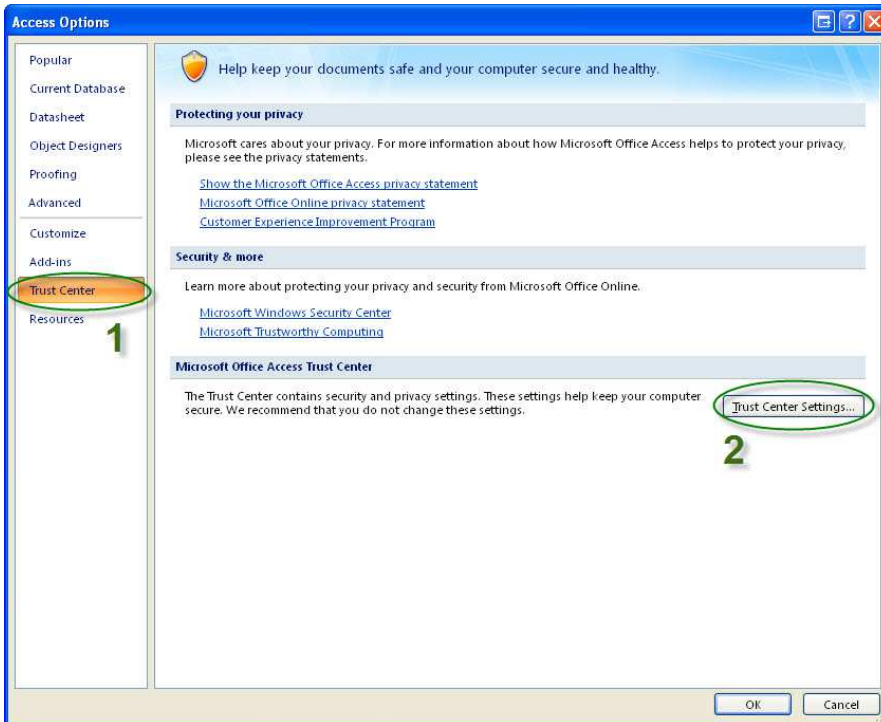 Access Options
Popular
Current Database
Datasheet
Object Designers
Proofing
Advanced
Customize
Add-ins
Trust Center
Resources
1
Help keep your documents safe and your computer secure and healthy.
Protecting your privacy
Microsoft cares about your privacy. For more information about how Microsoft Office Access helps to protect your privacy,
please see the privacy statements.
Show the Microsoft Office Access privacy statement
Microsoft Office Online privacy statement
Customer Experience Improvement Program
Security & more
Learn more about protecting your privacy and security from Microsoft Office Online.
Microsoft Windows Security Center
Microsoft Trustworthy Computing
Microsoft Office Access Trust Center
The Trust Center contains security and privacy settings. These settings help keep your computer
secure. We recommend that you do not change these settings.
Trust Center Settings...
2
OK
Cancel